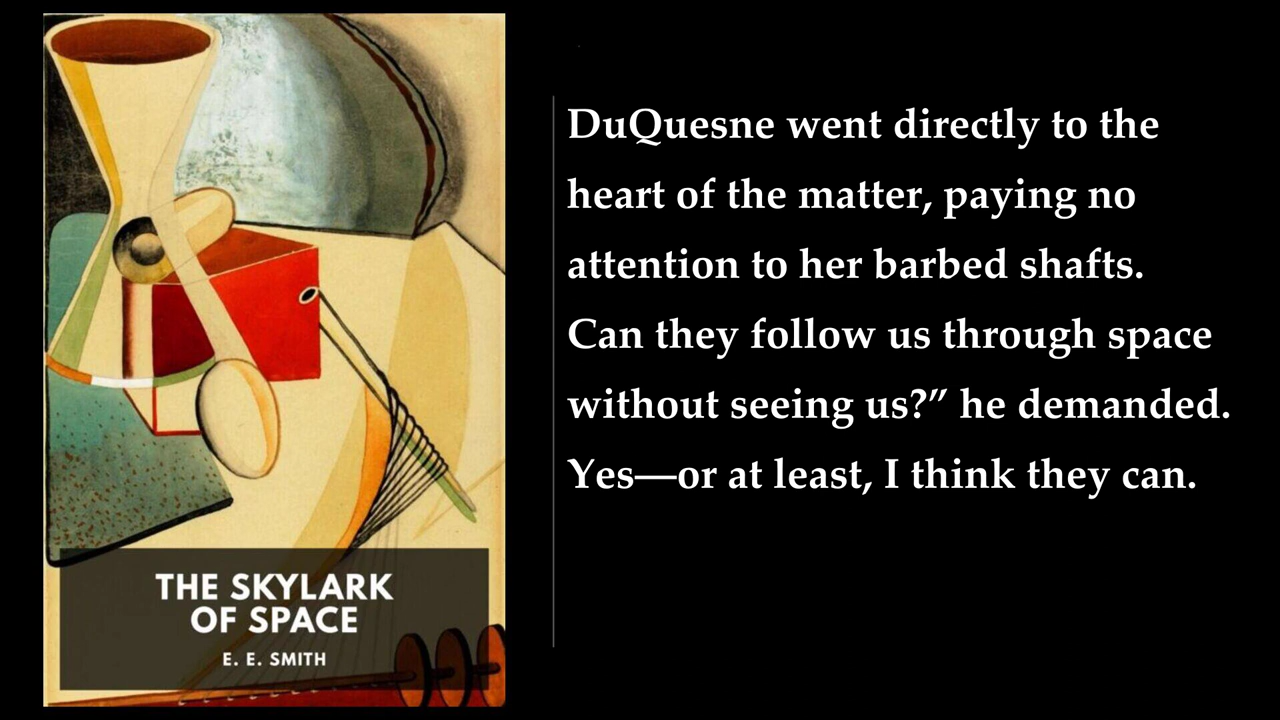 THE SKYLARK
OF SPACE
E. E. SMITH
DuQuesne went directly to the
heart of the matter, paying no
attention to her barbed shafts.
Can they follow us through space
without seeing us?” he demanded.
Yes—or at least, I think they can.